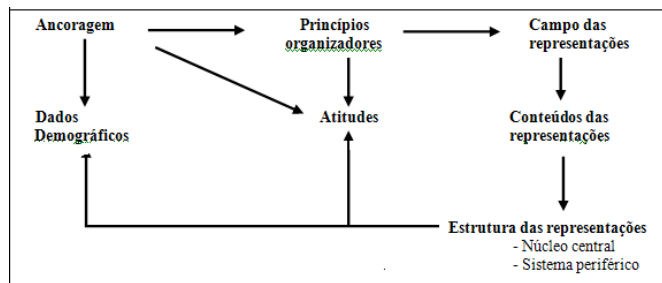 Ancoragem
Princípios
organizadores
Campo das
representações
Dados
Demográficos
Atitudes
Conteúdos das
representações
Estrutura das representações
- Núcleo central
- Sistema periférico